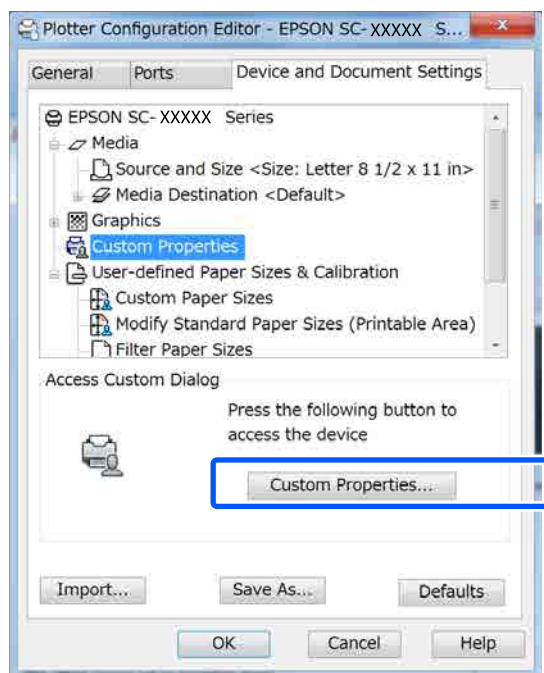 Plotter Configuration Editor - EPSON SC- XXXXX S...
General Ports Device and Document Settings
EPSON SC- XXXXX Series
Media
Source and Size <Size: Letter 8 1/2 x 11 in>
Media Destination <Default>
Graphics
Custom Properties
User-defined Paper Sizes & Calibration
Custom Paper Sizes
Modify Standard Paper Sizes (Printable Area)
Filter Paper Sizes
Access Custom Dialog
Press the following button to
access the device
Custom Properties...
Import... Save As... Defaults
OK Cancel Help